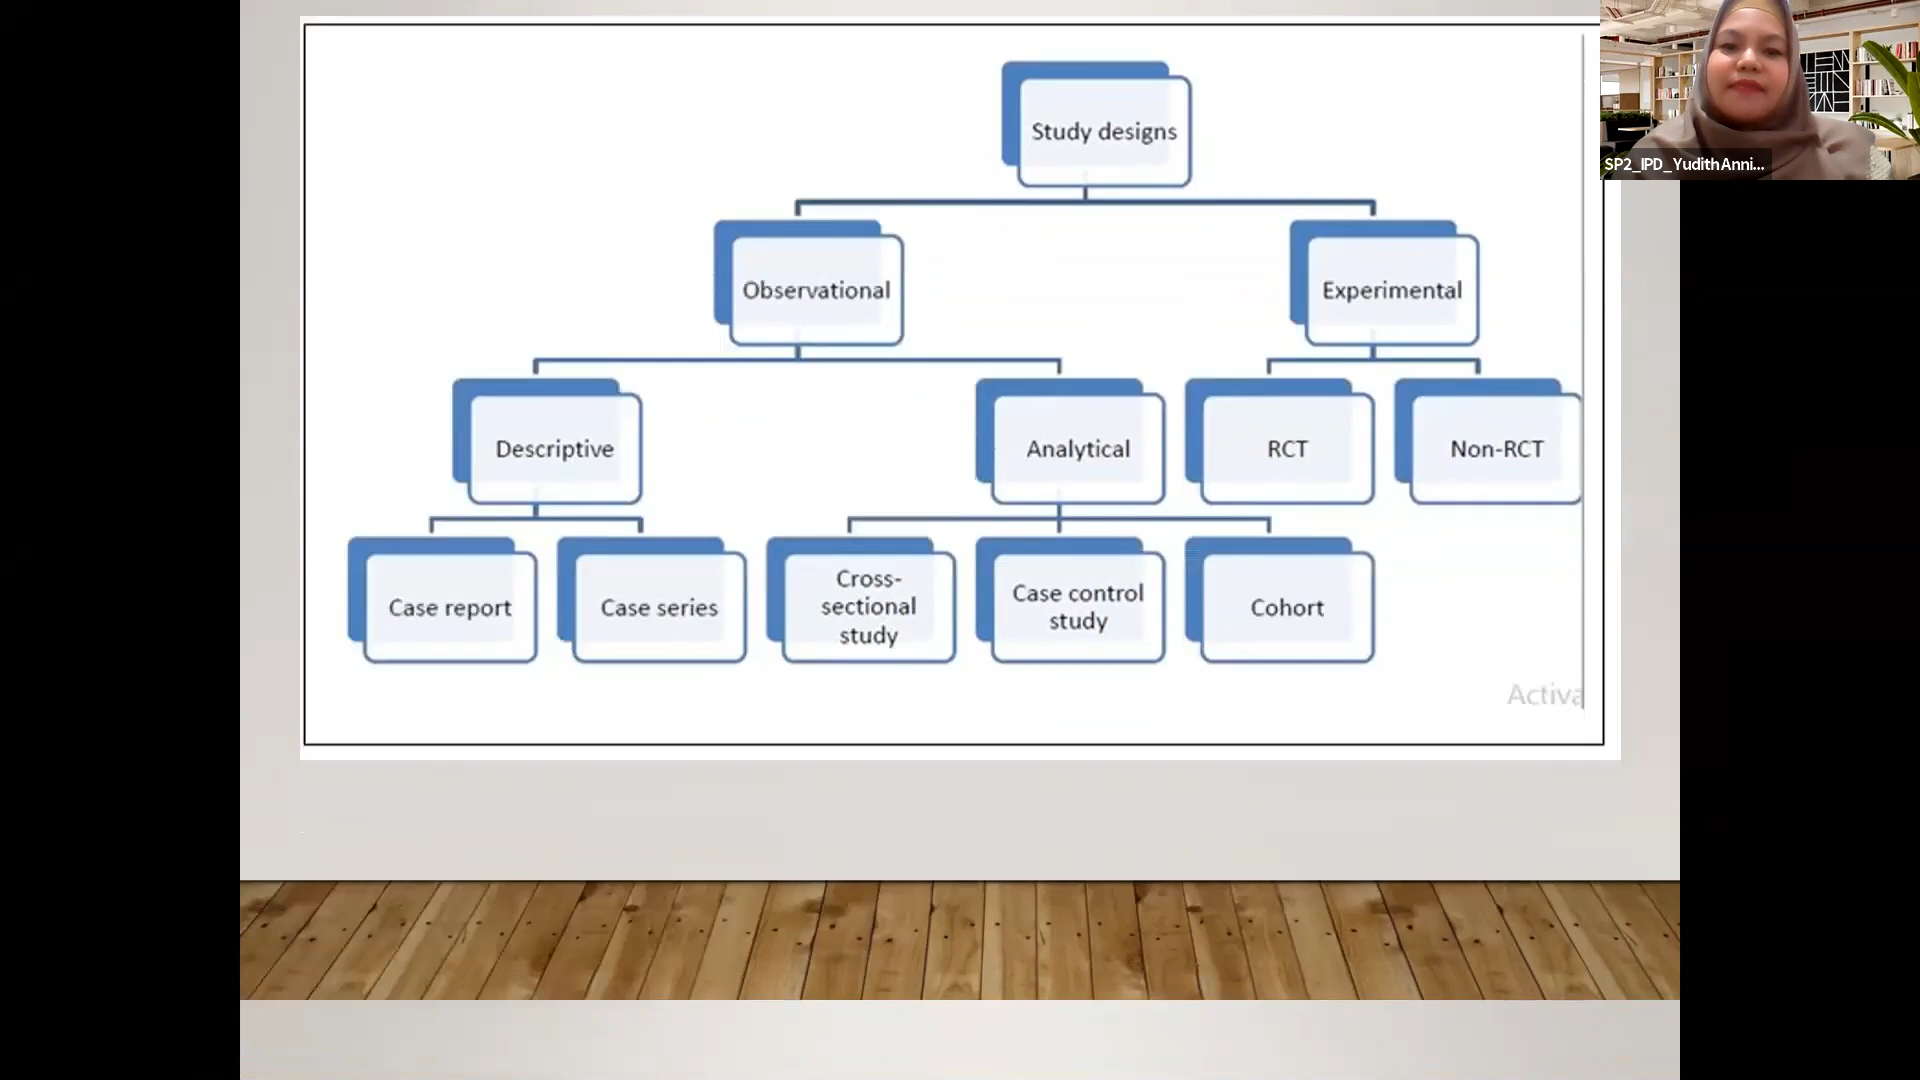 SP2_IPD_YudithAnni...
Study designs
Observational
Experimental
Descriptive
Analytical
RCT
Non-RCT
Case report
Case series
Cross-
sectional
study
Case control
study
Cohort
Activa